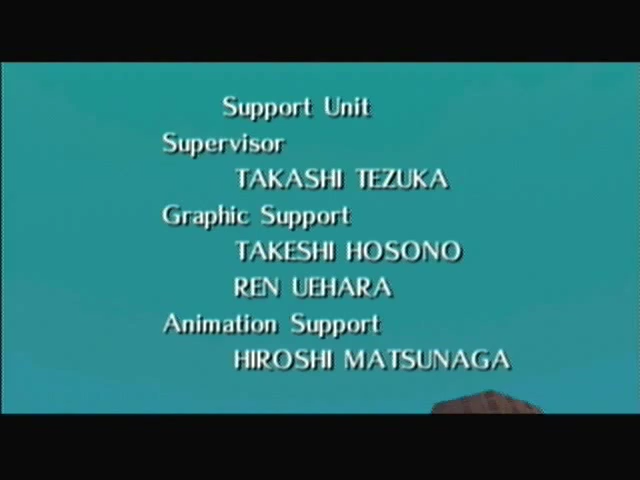 Support Unit
Supervisor
TAKASHI TEZUKA
Graphic Support
TAKESHI HOSONO
REN UEHARA
Animation Support
HIROSHI MATSUNAGA